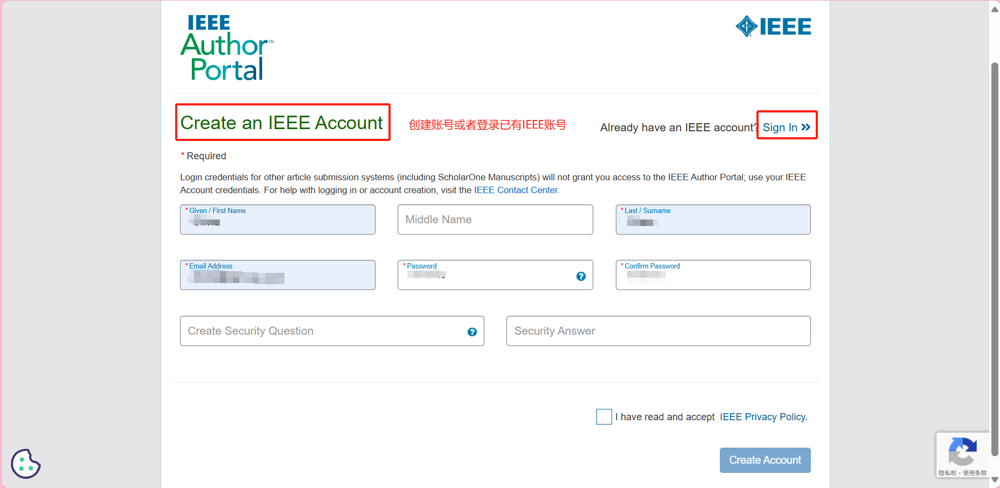 IEEE
Author™
Portal
IEEE
Create an IEEE Account
创建账号或者登录已有IEEE账号
Already have an IEEE account? Sign In »
* Required
Login credentials for other article submission systems (including ScholarOne Manuscripts) will not grant you access to the IEEE Author Portal; use your IEEE
Account credentials. For help with logging in or account creation, visit the IEEE Contact Center.
* Given / First Name
Middle Name
* Last / Surname
* Email Address
* Password
?
* Confirm Password
Create Security Question
?
Security Answer
I have read and accept IEEE Privacy Policy.
Create Account
隐私权 - 使用条款